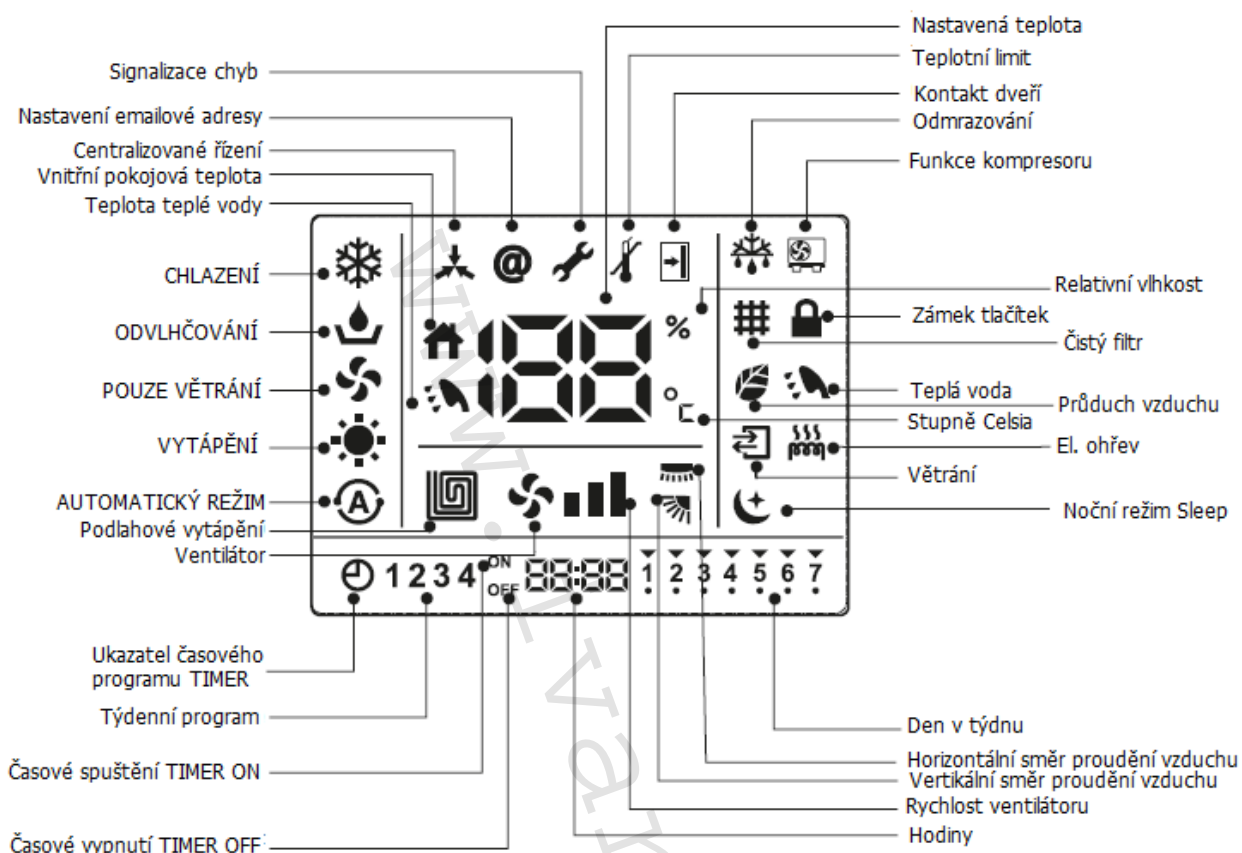 Nastavená teplota
Teplotní limit
Signalizace chyb
Kontakt dveří
Nastavení emailové adresy
Odmrazování
Centralizované řízení
Funkce kompresoru
Vnitřní pokojová teplota
Teplota teplé vody
@
CHLAZENÍ
Relativní vlhkost
ODVLHČOVÁNÍ
188
%
Zámek tlačítek
Čistý filtr
POUZE VĚTRÁNÍ
Teplá voda
Průduch vzduchu
°C
Stupně Celsia
VYTÁPĚNÍ
El. ohřev
Větrání
AUTOMATICKÝ REŽIM
A
Noční režim Sleep
Podlahové vytápění
Ventilátor
1 2 3 4 ON 88:88 1 2 3 4 5 6 7
OFF
Ukazatel časového
programu TIMER
Týdenní program
Den v týdnu
Časové spuštění TIMER ON
Horizontální směr proudění vzduchu
Vertikální směr proudění vzduchu
Rychlost ventilátoru
Časové vypnutí TIMER OFF
Hodiny
www.ivar